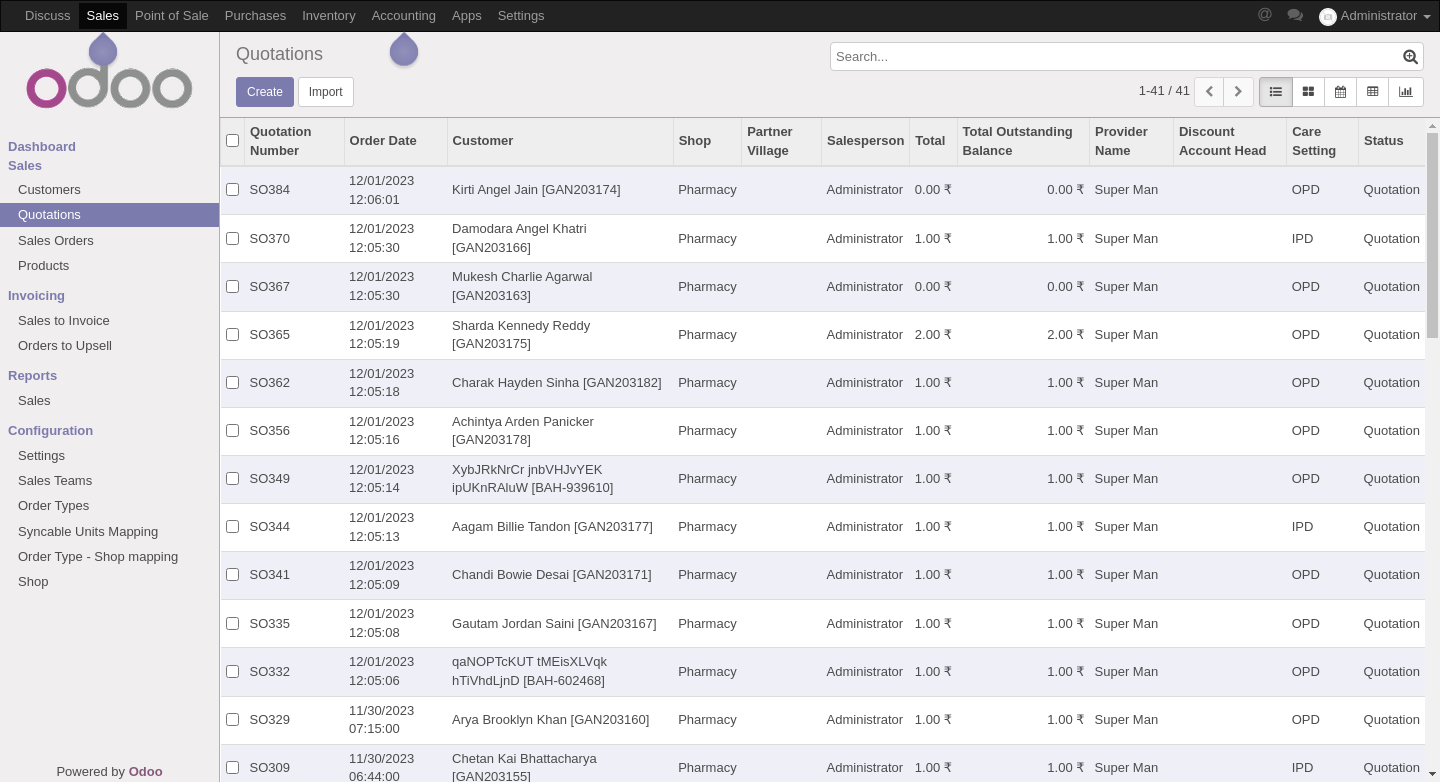 Discuss Sales Point of Sale Purchases Inventory Accounting Apps Settings @ Administrator
odoo
Dashboard
Sales
Customers
Quotations
Sales Orders
Products
Invoicing
Sales to Invoice
Orders to Upsell
Reports
Sales
Configuration
Settings
Sales Teams
Order Types
Syncable Units Mapping
Order Type - Shop mapping
Shop
Powered by Odoo
Quotations
Search...
Create Import
1-41 / 41
Quotation Number Order Date Customer Shop Partner Village Salesperson Total Total Outstanding Balance Provider Name Discount Account Head Care Setting Status
SO384 12/01/2023 12:06:01 Kirti Angel Jain [GAN203174] Pharmacy Administrator 0.00 ₹ 0.00 ₹ Super Man OPD Quotation
SO370 12/01/2023 12:05:30 Damodara Angel Khatri [GAN203166] Pharmacy Administrator 1.00 ₹ 1.00 ₹ Super Man IPD Quotation
SO367 12/01/2023 12:05:30 Mukesh Charlie Agarwal [GAN203163] Pharmacy Administrator 0.00 ₹ 0.00 ₹ Super Man OPD Quotation
SO365 12/01/2023 12:05:19 Sharda Kennedy Reddy [GAN203175] Pharmacy Administrator 2.00 ₹ 2.00 ₹ Super Man OPD Quotation
SO362 12/01/2023 12:05:18 Charak Hayden Sinha [GAN203182] Pharmacy Administrator 1.00 ₹ 1.00 ₹ Super Man OPD Quotation
SO356 12/01/2023 12:05:16 Achintya Arden Panicker [GAN203178] Pharmacy Administrator 1.00 ₹ 1.00 ₹ Super Man OPD Quotation
SO349 12/01/2023 12:05:14 XybJRkNrCr jnbVHJvYEK ipUKnRAluW [BAH-939610] Pharmacy Administrator 1.00 ₹ 1.00 ₹ Super Man OPD Quotation
SO344 12/01/2023 12:05:13 Aagam Billie Tandon [GAN203177] Pharmacy Administrator 1.00 ₹ 1.00 ₹ Super Man IPD Quotation
SO341 12/01/2023 12:05:09 Chandi Bowie Desai [GAN203171] Pharmacy Administrator 1.00 ₹ 1.00 ₹ Super Man OPD Quotation
SO335 12/01/2023 12:05:08 Gautam Jordan Saini [GAN203167] Pharmacy Administrator 1.00 ₹ 1.00 ₹ Super Man OPD Quotation
SO332 12/01/2023 12:05:06 qaNOPTcKUT tMEisXLVqk hTiVhdLjnD [BAH-602468] Pharmacy Administrator 1.00 ₹ 1.00 ₹ Super Man OPD Quotation
SO329 11/30/2023 07:15:00 Arya Brooklyn Khan [GAN203160] Pharmacy Administrator 1.00 ₹ 1.00 ₹ Super Man OPD Quotation
SO309 11/30/2023 06:44:00 Chetan Kai Bhattacharya [GAN203155] Pharmacy Administrator 1.00 ₹ 1.00 ₹ Super Man IPD Quotation